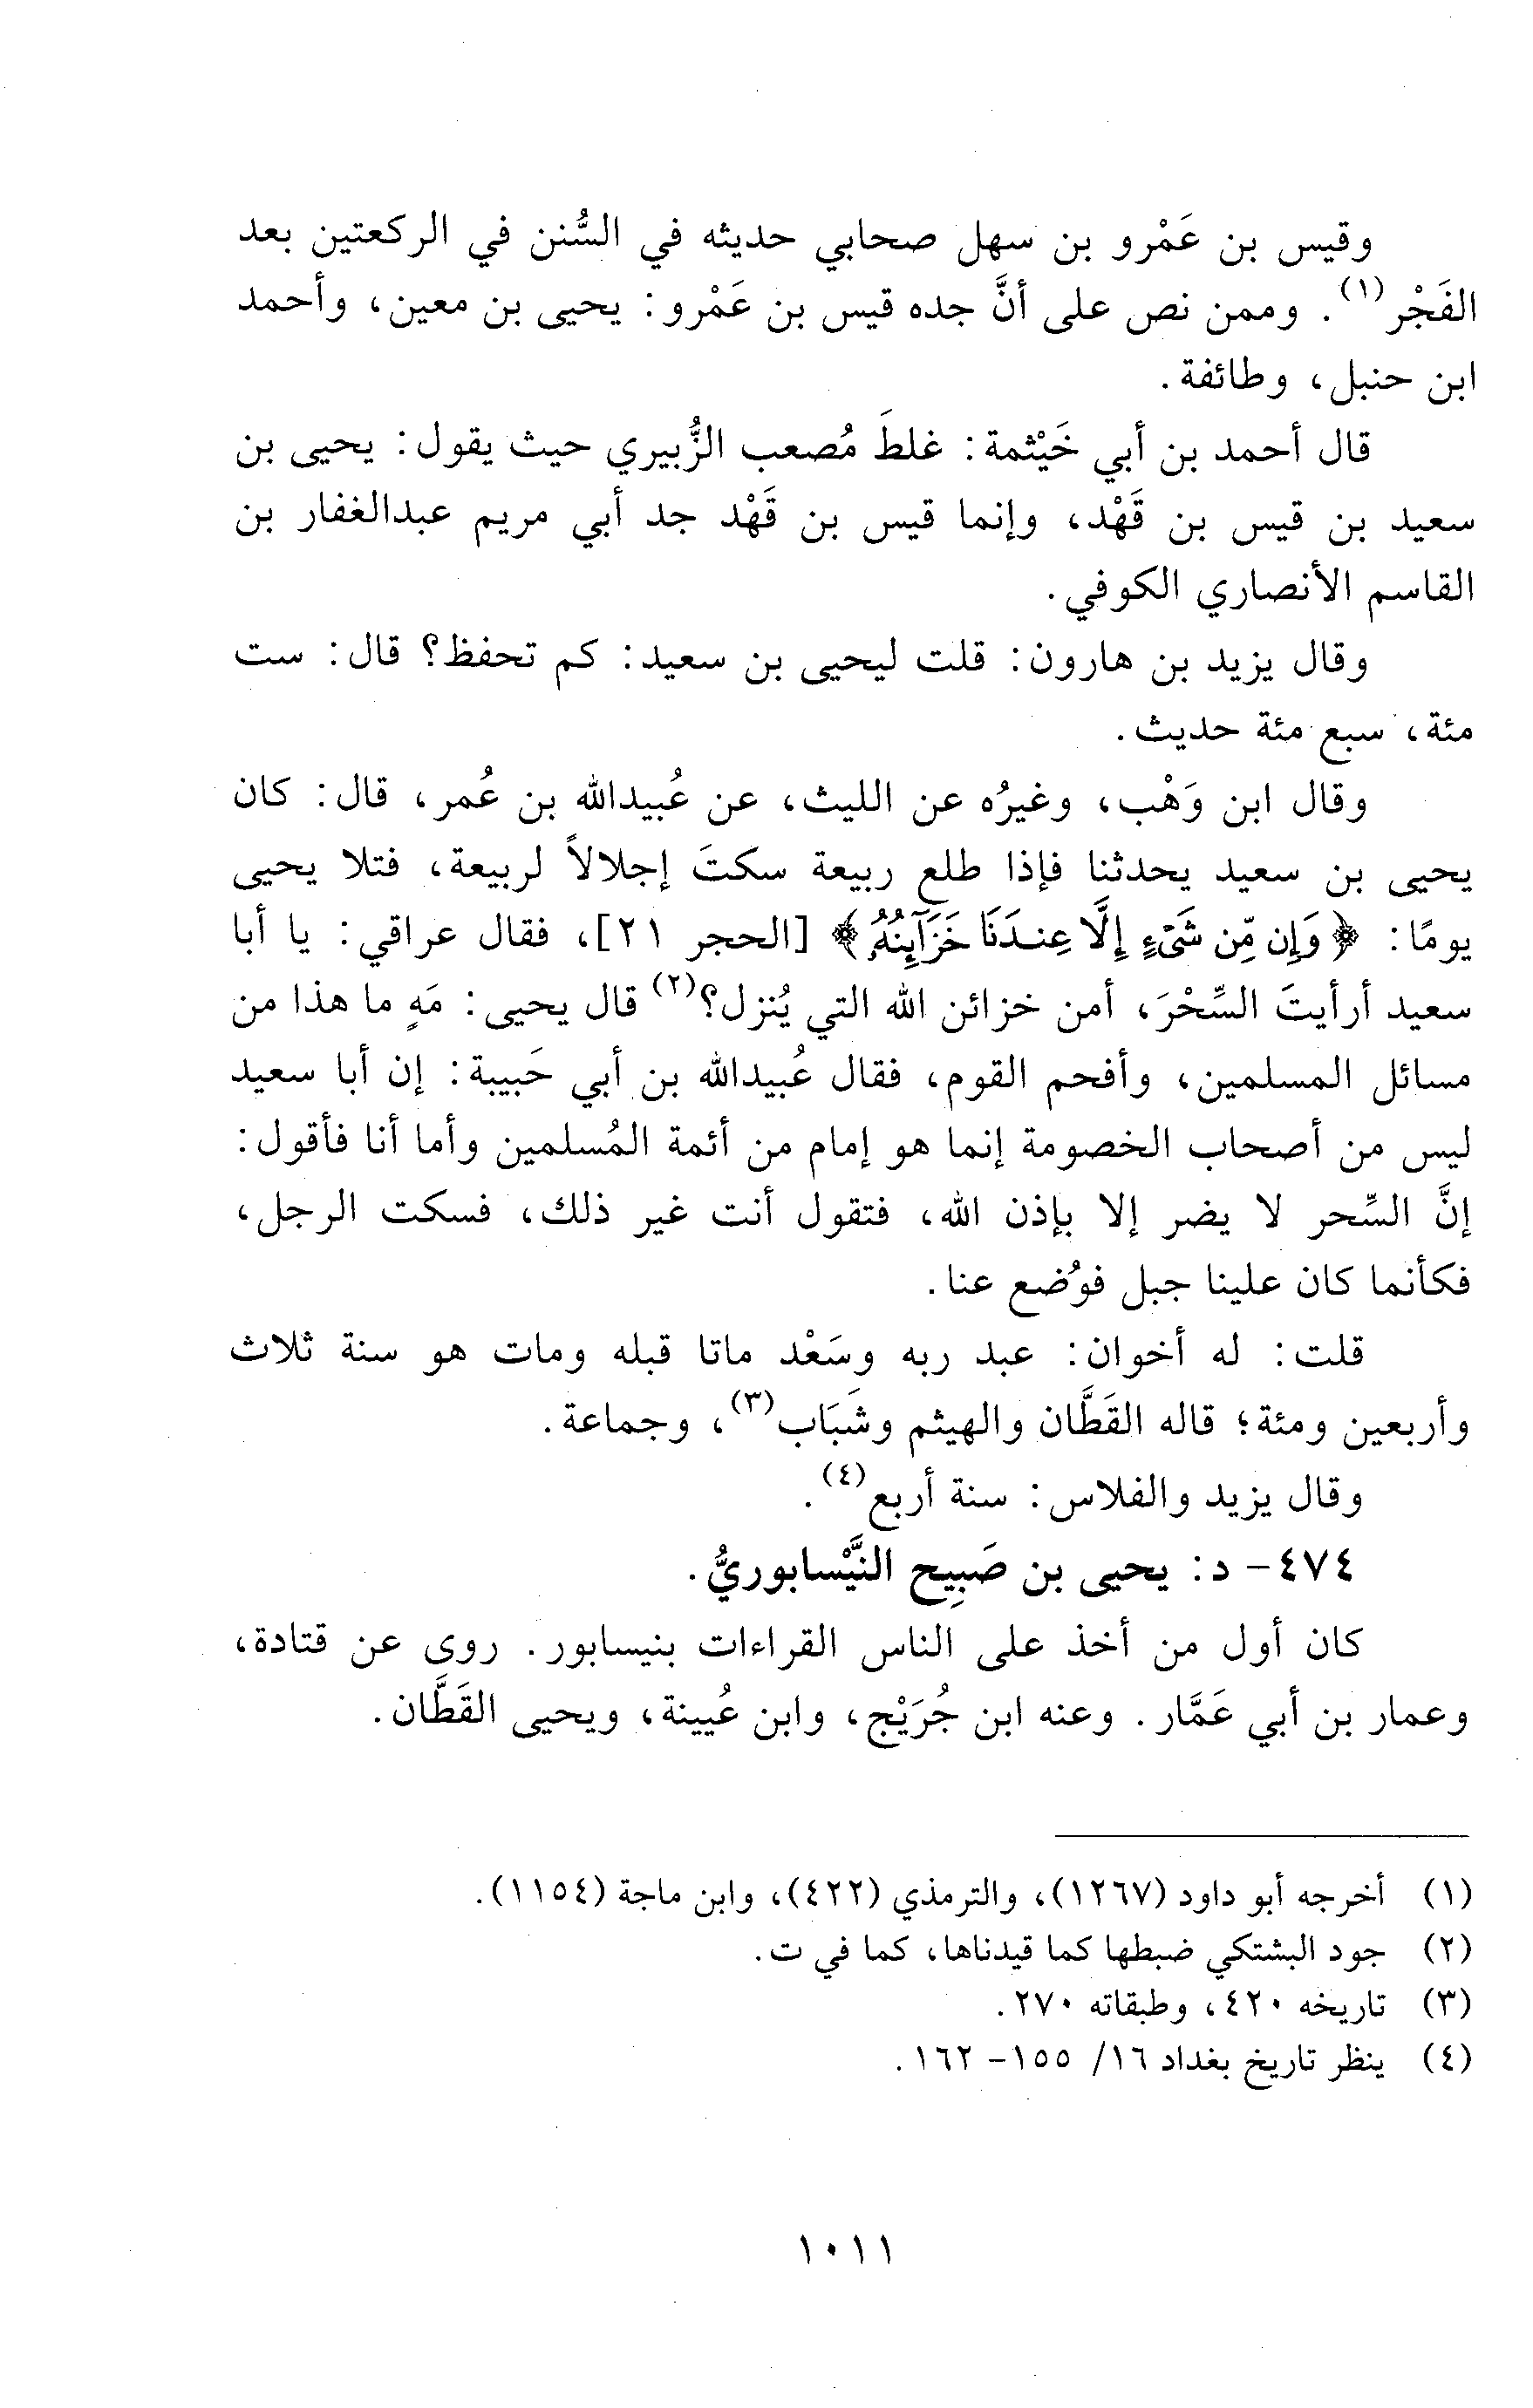 وقيس بن عَمْرو بن سهل صحابي حديثه في السُّنن في الركعتين بعد
الفَجْر(١). وممن نص على أنَّ جده قيس بن عَمْرو: يحيى بن معين، وأحمد
ابن حنبل، وطائفة.
قال أحمد بن أبي خَيْثمة: غلطَ مُصعب الزُّبيري حيث يقول: يحيى بن
سعيد بن قيس بن قَهْد، وإنما قيس بن قَهْد جد أبي مريم عبدالغفار بن
القاسم الأنصاري الكوفي.
وقال يزيد بن هارون: قلت ليحيى بن سعيد: كم تحفظ؟ قال: ست
مئة، سبع مئة حديث.
وقال ابن وَهْب، وغيرُه عن الليث، عن عُبيدالله بن عُمر، قال: كان
يحيى بن سعيد يحدثنا فإذا طلع ربيعة سكتَ إجلالاً لربيعة، فتلا يحيى
يومًا: ﴿وَإِن مِّن شَىْءٍ إِلَّا عِندَنَا خَزَآئِنُهُۥ﴾ [الحجر ٢١]، فقال عراقي: يا أبا
سعيد أرأيتَ السِّحْرَ، أمن خزائن الله التي يُنزل؟(٢) قال يحيى: مَهٍ ما هذا من
مسائل المسلمين، وأفحم القوم، فقال عُبيدالله بن أبي حَبيبة: إن أبا سعيد
ليس من أصحاب الخصومة إنما هو إمام من أئمة المُسلمين وأما أنا فأقول:
إنَّ السِّحر لا يضر إلا بإذن الله، فتقول أنت غير ذلك، فسكت الرجل،
فكأنما كان علينا جبل فوُضع عنا.
قلت: له أخوان: عبد ربه وسَعْد ماتا قبله ومات هو سنة ثلاث
وأربعين ومئة؛ قاله القَطَّان والهيثم وشَبَاب(٣)، وجماعة.
وقال يزيد والفلاس: سنة أربع(٤).
٤٧٤- د: يحيى بن صَبِيح النَّيْسابوريُّ.
كان أول من أخذ على الناس القراءات بنيسابور. روى عن قتادة،
وعمار بن أبي عَمَّار. وعنه ابن جُرَيْج، وابن عُيينة، ويحيى القَطَّان.
(١) أخرجه أبو داود (١٢٦٧)، والترمذي (٤٢٢)، وابن ماجة (١١٥٤).
(٢) جود البشتكي ضبطها كما قيدناها، كما في ت.
(٣) تاريخه ٤٢٠، وطبقاته ٢٧٠.
(٤) ينظر تاريخ بغداد ١٦/ ١٥٥- ١٦٢.
١٠١١